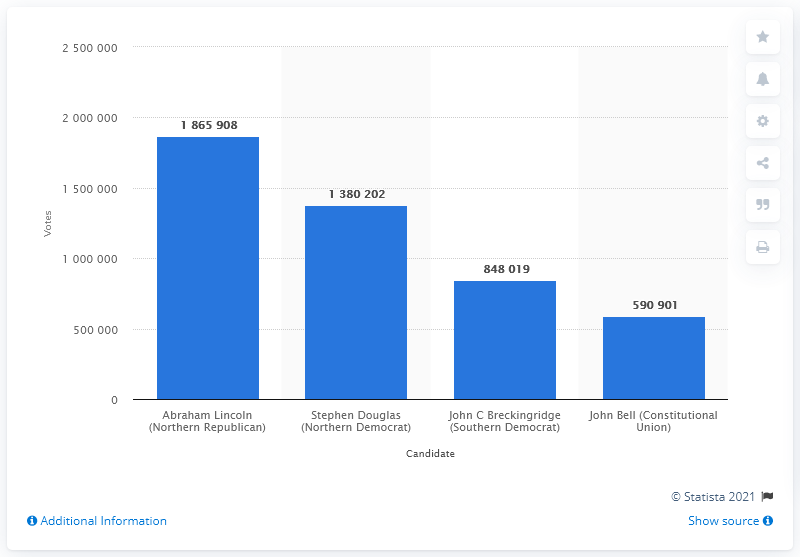 2 500 000
2 000 000
1 500 000
1 000 000
500 000
0
Votes
1 865 908
1 380 202
848 019
590 901
Abraham Lincoln
(Northern Republican)
Stephen Douglas
(Northern Democrat)
John C Breckingridge
(Southern Democrat)
John Bell (Constitutional
Union)
Candidate
© Statista 2021
Additional Information
Show source